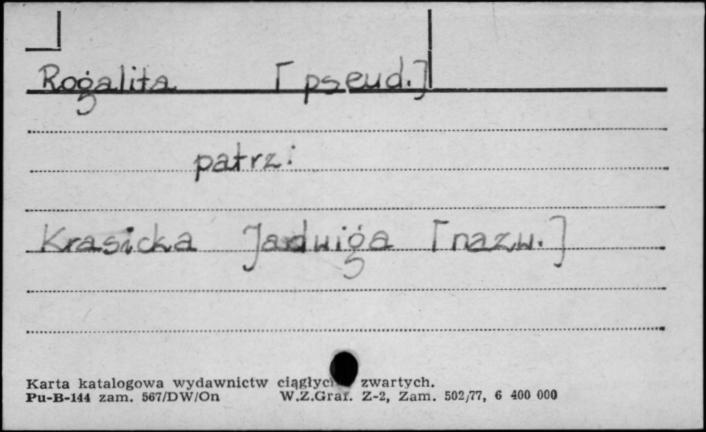 Rogalita [pseud.]
patrz:
Krasicka Jadwiga [nazw.]
Karta katalogowa wydawnictw ciągłych zwartych.
Pu-B-144 zam. 567/DW/On W.Z.Graf. Z-2, Zam. 502/77, 6 400 000